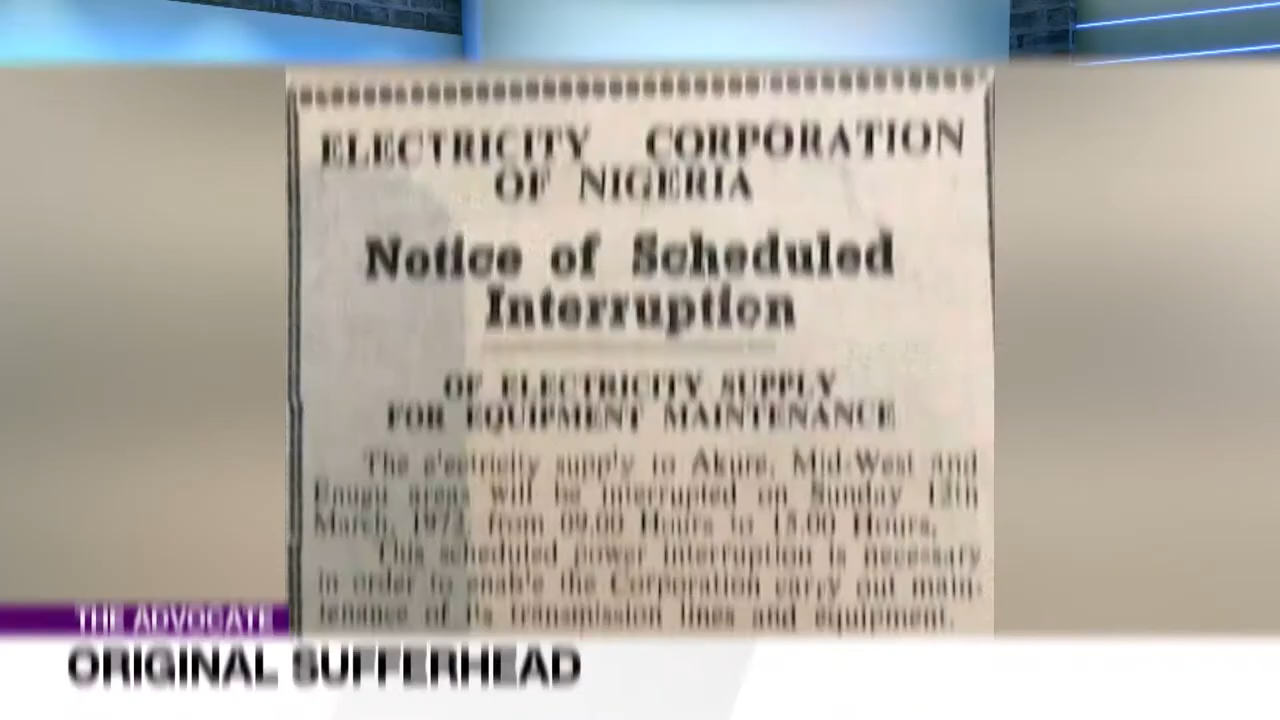 ELECTRICITY CORPORATION
OF NIGERIA
Notice of Scheduled
Interruption
OF ELECTRICITY SUPPLY
FOR EQUIPMENT MAINTENANCE
The electricity supply to Akure, Mid-West and
Enugu areas will be interrupted on Sunday 12th
March, 1972 from 09.00 Hours to 15.00 Hours.
This scheduled power interruption is necessary
in order to enable the Corporation carry out main-
tenance of its transmission lines and equipment.
THE ADVOCATE
ORIGINAL SUFFERHEAD